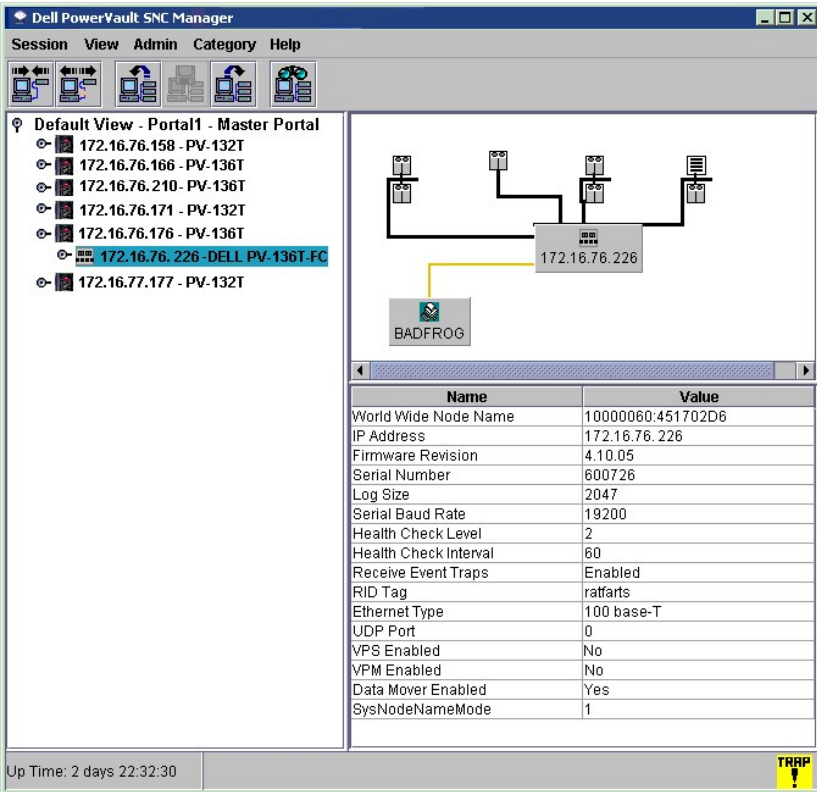 Dell PowerVault SNC Manager
Session View Admin Category Help
Default View - Portal1 - Master Portal
172.16.76.158 - PV-132T
172.16.76.166 - PV-136T
172.16.76.210- PV-136T
172.16.76.171 - PV-132T
172.16.76.176 - PV-136T
172.16.76. 226 -DELL PV-136T-FC
172.16.77.177 - PV-132T
172.16.76.226
BADFROG
Name Value
World Wide Node Name 10000060:451702D6
IP Address 172.16.76. 226
Firmware Revision 4.10.05
Serial Number 600726
Log Size 2047
Serial Baud Rate 19200
Health Check Level 2
Health Check Interval 60
Receive Event Traps Enabled
RID Tag ratfarts
Ethernet Type 100 base-T
UDP Port 0
VPS Enabled No
VPM Enabled No
Data Mover Enabled Yes
SysNodeNameMode 1
Up Time: 2 days 22:32:30
TRAP
!